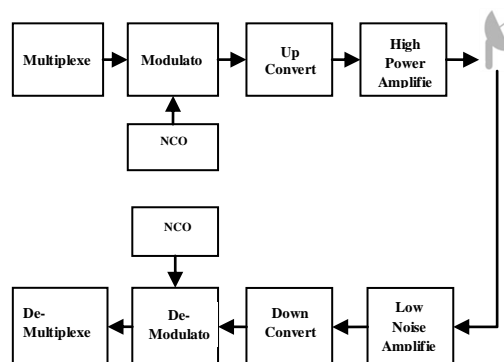 Multiplexe
Modulato
Up
Convert
High
Power
Amplifie
NCO
NCO
De-
Multiplexe
De-
Modulato
Down
Convert
Low
Noise
Amplifie